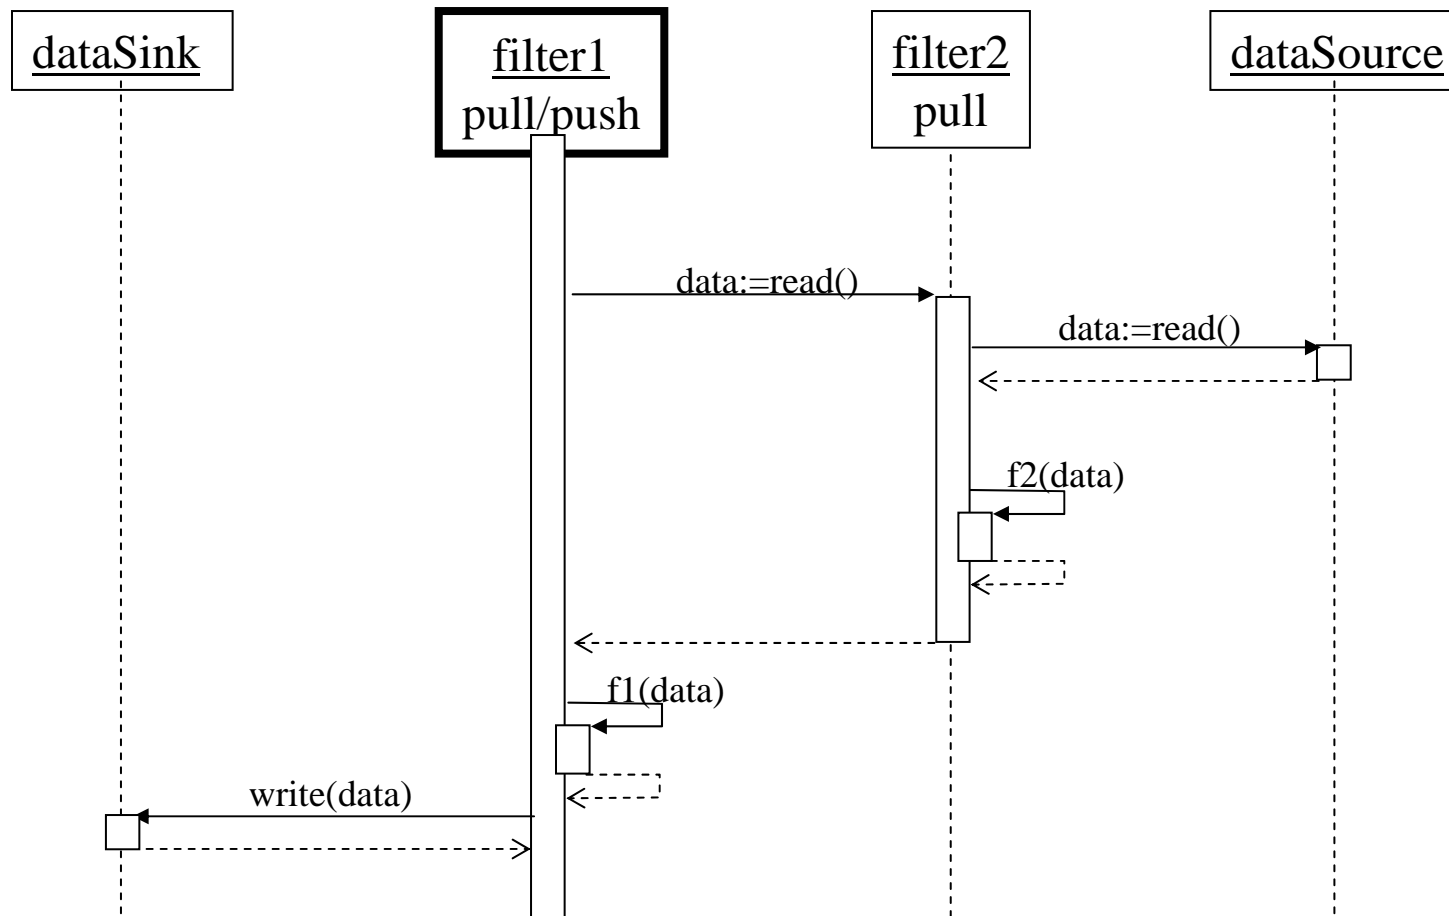 dataSink
filter1
pull/push
filter2
pull
dataSource
data:=read()
data:=read()
f2(data)
f1(data)
write(data)